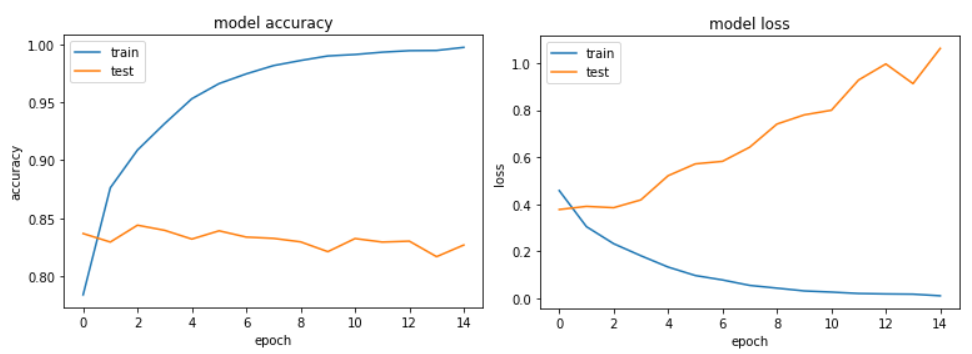 model accuracy
1.00
0.95
0.90
0.85
0.80
accuracy
train
test
0 2 4 6 8 10 12 14
epoch
model loss
1.0
0.8
0.6
0.4
0.2
0.0
loss
train
test
0 2 4 6 8 10 12 14
epoch